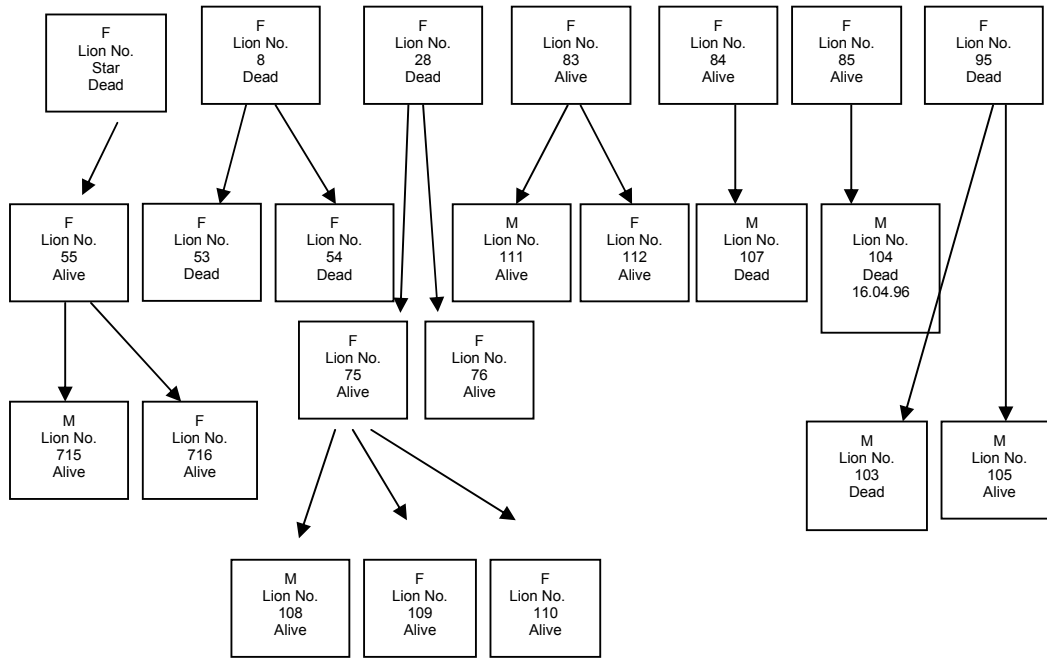 F
Lion No.
Star
Dead
F
Lion No.
8
Dead
F
Lion No.
28
Dead
F
Lion No.
83
Alive
F
Lion No.
84
Alive
F
Lion No.
85
Alive
F
Lion No.
95
Dead
F
Lion No.
55
Alive
F
Lion No.
53
Dead
F
Lion No.
54
Dead
M
Lion No.
111
Alive
F
Lion No.
112
Alive
M
Lion No.
107
Dead
M
Lion No.
104
Dead
16.04.96
F
Lion No.
75
Alive
F
Lion No.
76
Alive
M
Lion No.
715
Alive
F
Lion No.
716
Alive
M
Lion No.
103
Dead
M
Lion No.
105
Alive
M
Lion No.
108
Alive
F
Lion No.
109
Alive
F
Lion No.
110
Alive